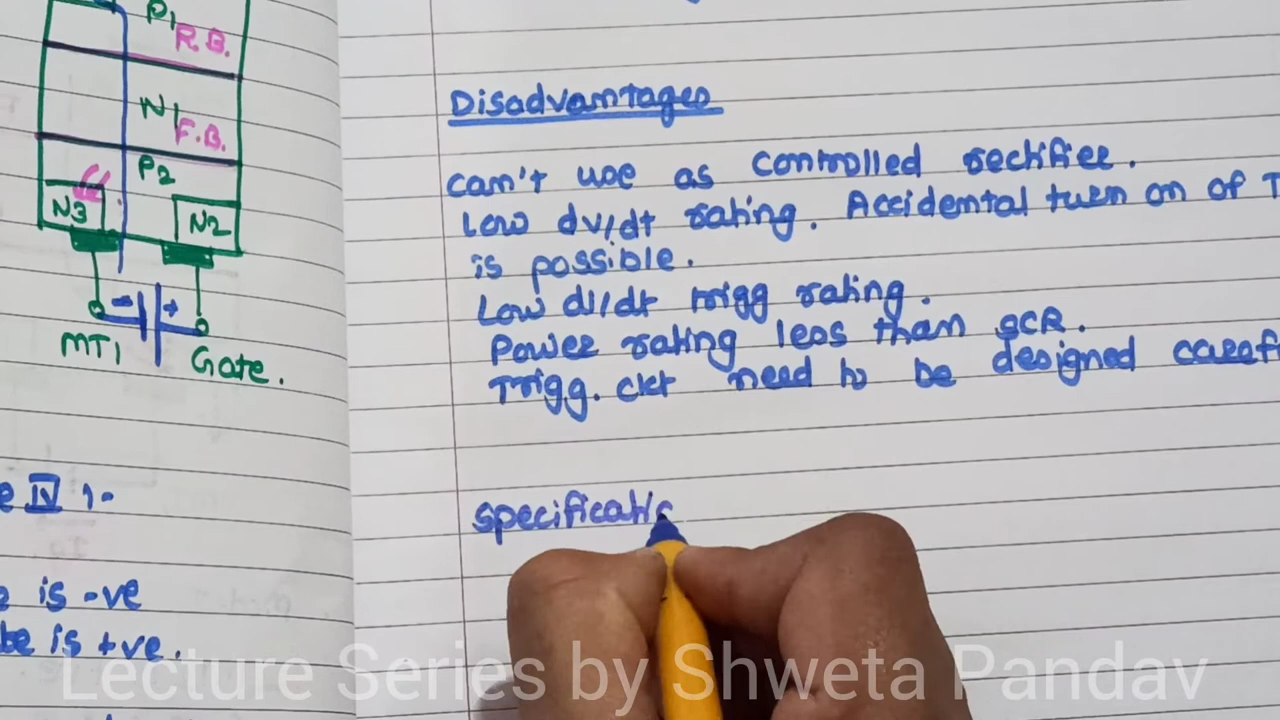 P1
R.B.
N1
F.B.
P2
N3
N2
- +
MT1
Gate.
IV :-
is -ve
is +ve.
Disadvantages
can't use as controlled rectifier.
Low dv/dt rating. Accidental turn on of
is possible.
Low dI/dt trigg rating.
Power rating less than SCR.
Trigg. ckt need to be designed
specificatio
Lecture Series by Shweta Pandav